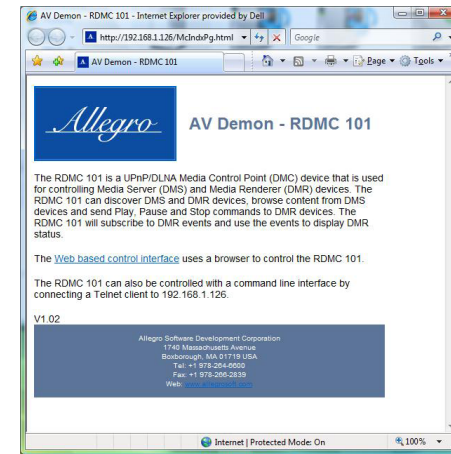 AV Demon - RDMC 101 - Internet Explorer provided by Dell
http://192.168.1.126/McIndxPg.html
Google
AV Demon - RDMC 101
Page
Tools
Allegro
AV Demon - RDMC 101
The RDMC 101 is a UPnP/DLNA Media Control Point (DMC) device that is used
for controlling Media Server (DMS) and Media Renderer (DMR) devices. The
RDMC 101 can discover DMS and DMR devices, browse content from DMS
devices and send Play, Pause and Stop commands to DMR devices. The
RDMC 101 will subscribe to DMR events and use the events to display DMR
status.
The Web based control interface uses a browser to control the RDMC 101.
The RDMC 101 can also be controlled with a command line interface by
connecting a Telnet client to 192.168.1.126.
V1.02
Allegro Software Development Corporation
1740 Massachusetts Avenue
Boxborough, MA 01719 USA
Tel: +1 978-264-6600
Fax: +1 978-266-2839
Web: www.allegrosoft.com
Internet | Protected Mode: On
100%